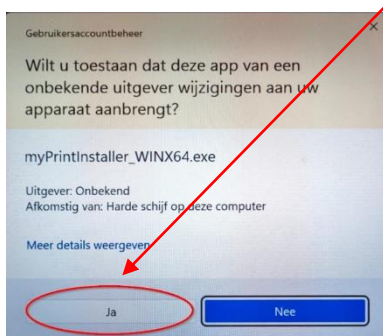 Gebruikersaccountbeheer
Wilt u toestaan dat deze app van een
onbekende uitgever wijzigingen aan uw
apparaat aanbrengt?
myPrintInstaller_WINX64.exe
Uitgever: Onbekend
Afkomstig van: Harde schijf op deze computer
Meer details weergeven
Ja
Nee